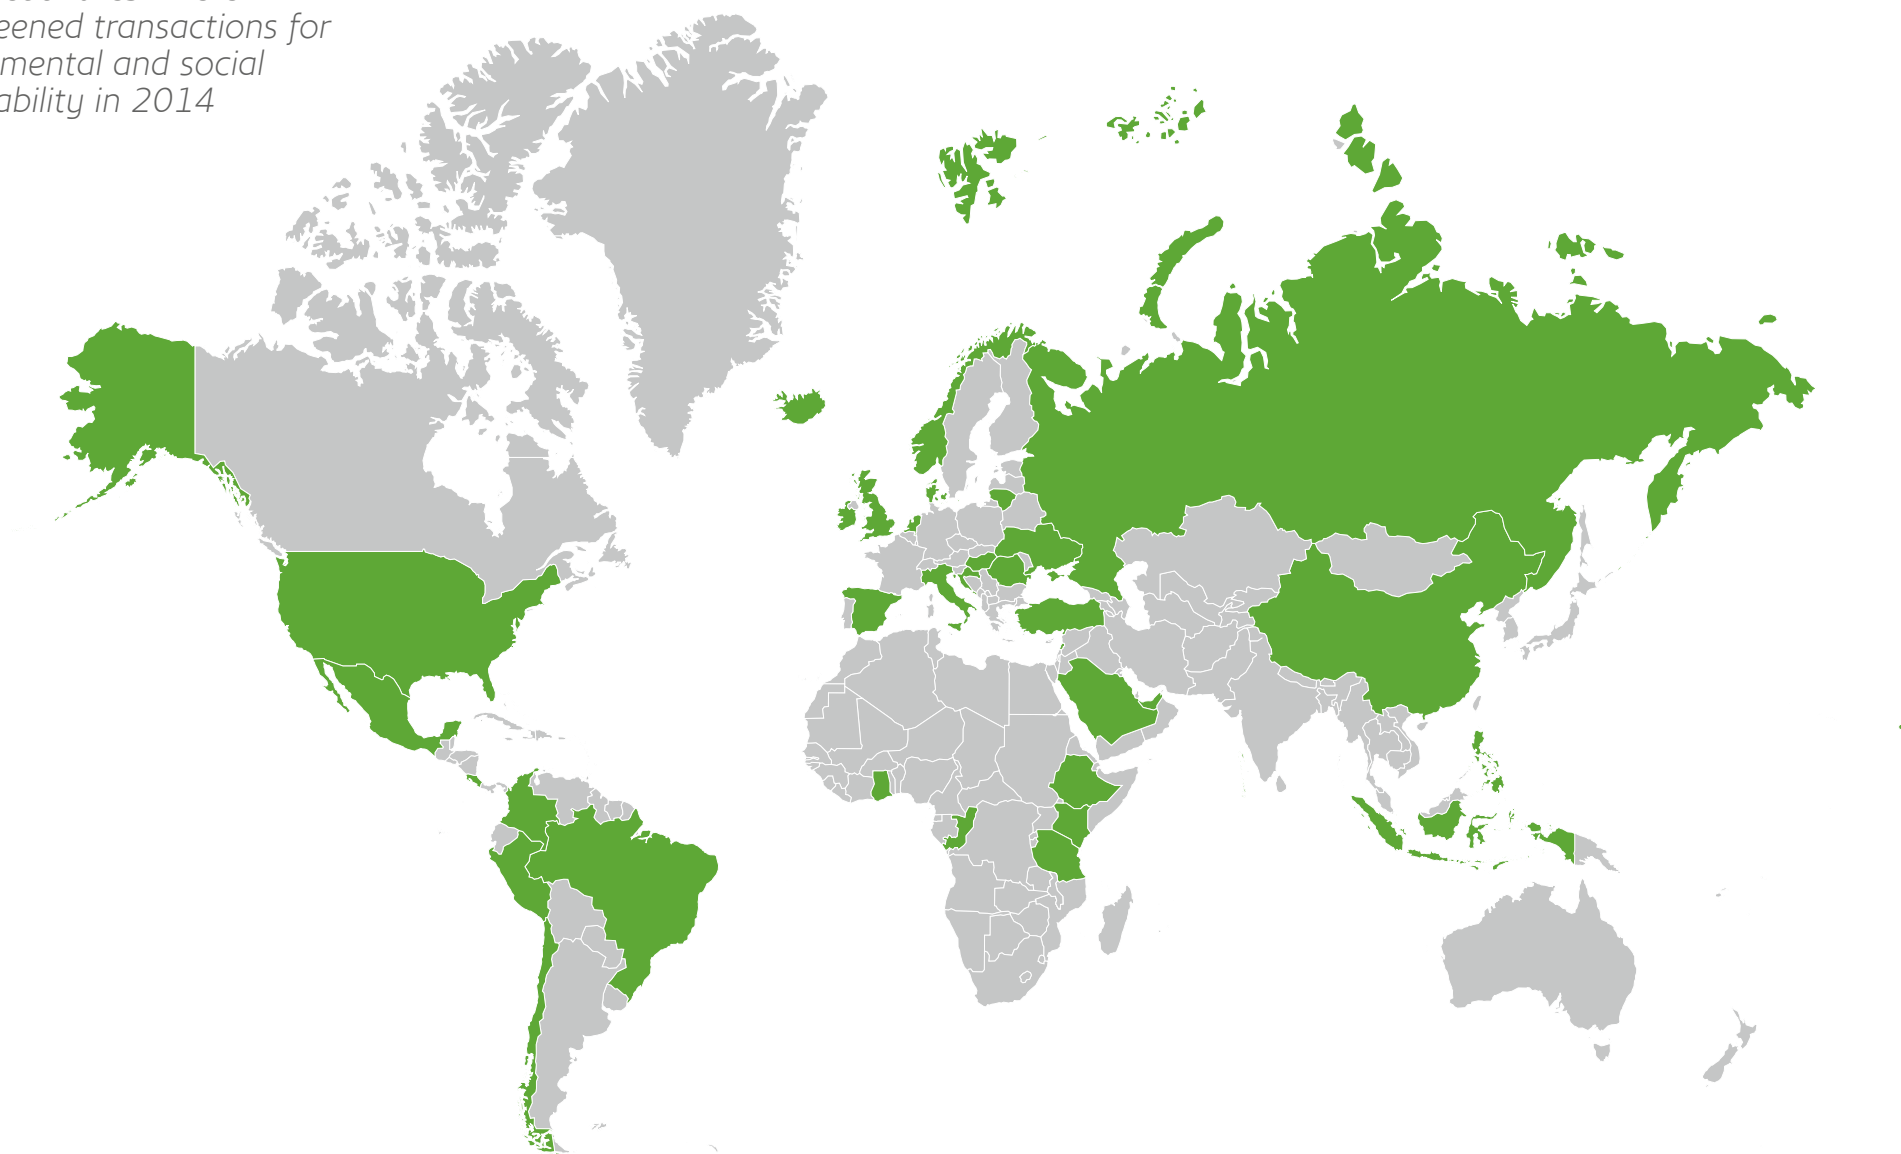 eened transactions for
mental and social
ability in 2014